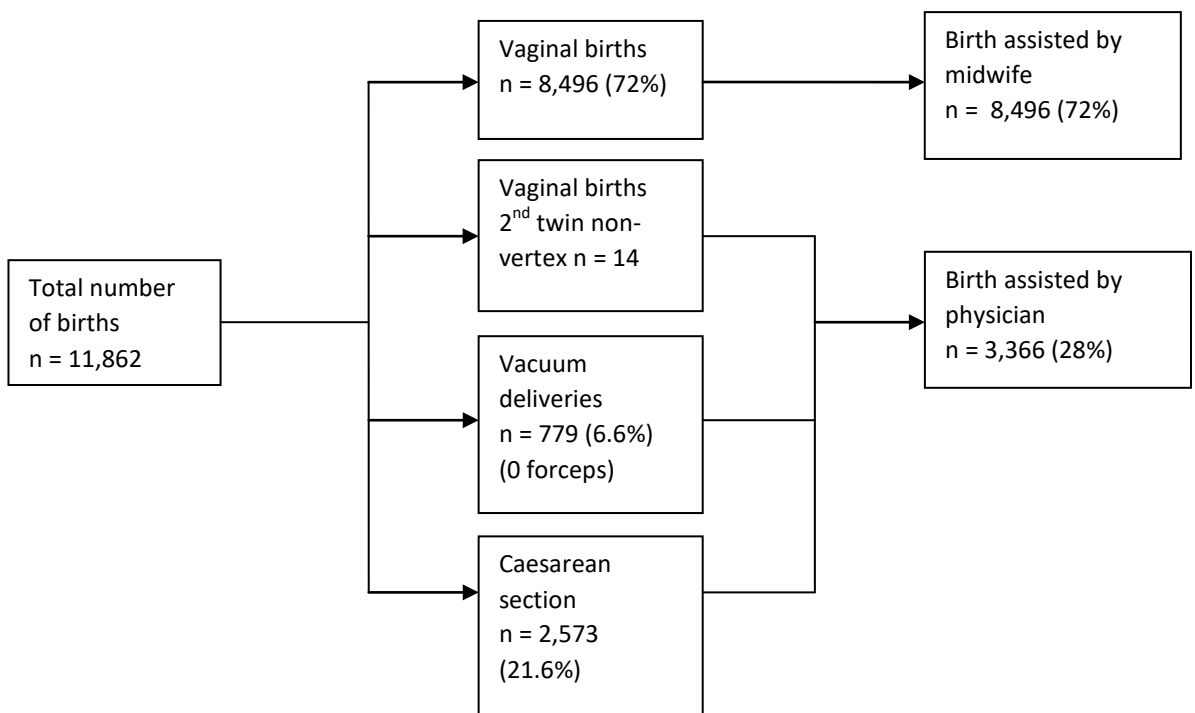 Total number
of births
n = 11,862
Vaginal births
n = 8,496 (72%)
Vaginal births
2nd twin non-
vertex n = 14
Vacuum
deliveries
n = 779 (6.6%)
(0 forceps)
Caesarean
section
n = 2,573
(21.6%)
Birth assisted by
midwife
n =  8,496 (72%)
Birth assisted by
physician
n = 3,366 (28%)